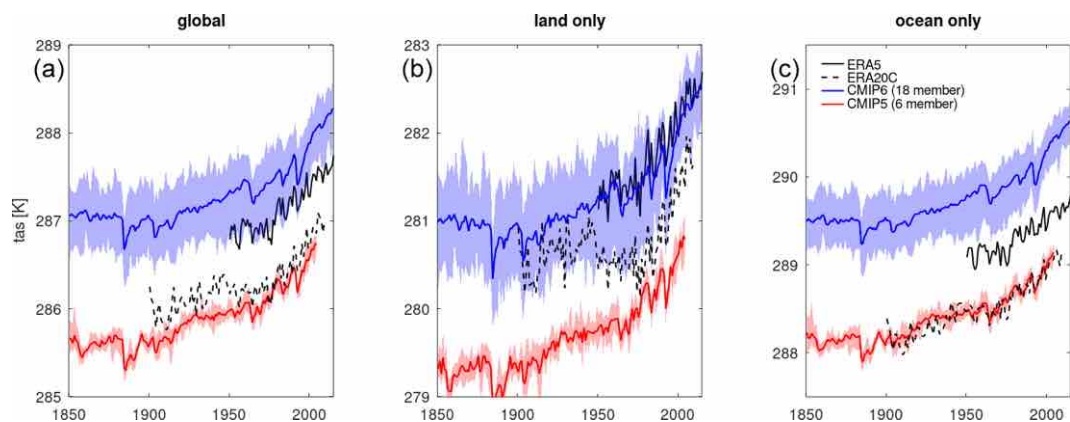 global
land only
ocean only
(a)
(b)
(c)
tas [K]
289
288
287
286
285
1850
1900
1950
2000
283
282
281
280
279
1850
1900
1950
2000
ERA5
ERA20C
CMIP6 (18 member)
CMIP5 (6 member)
291
290
289
288
1850
1900
1950
2000